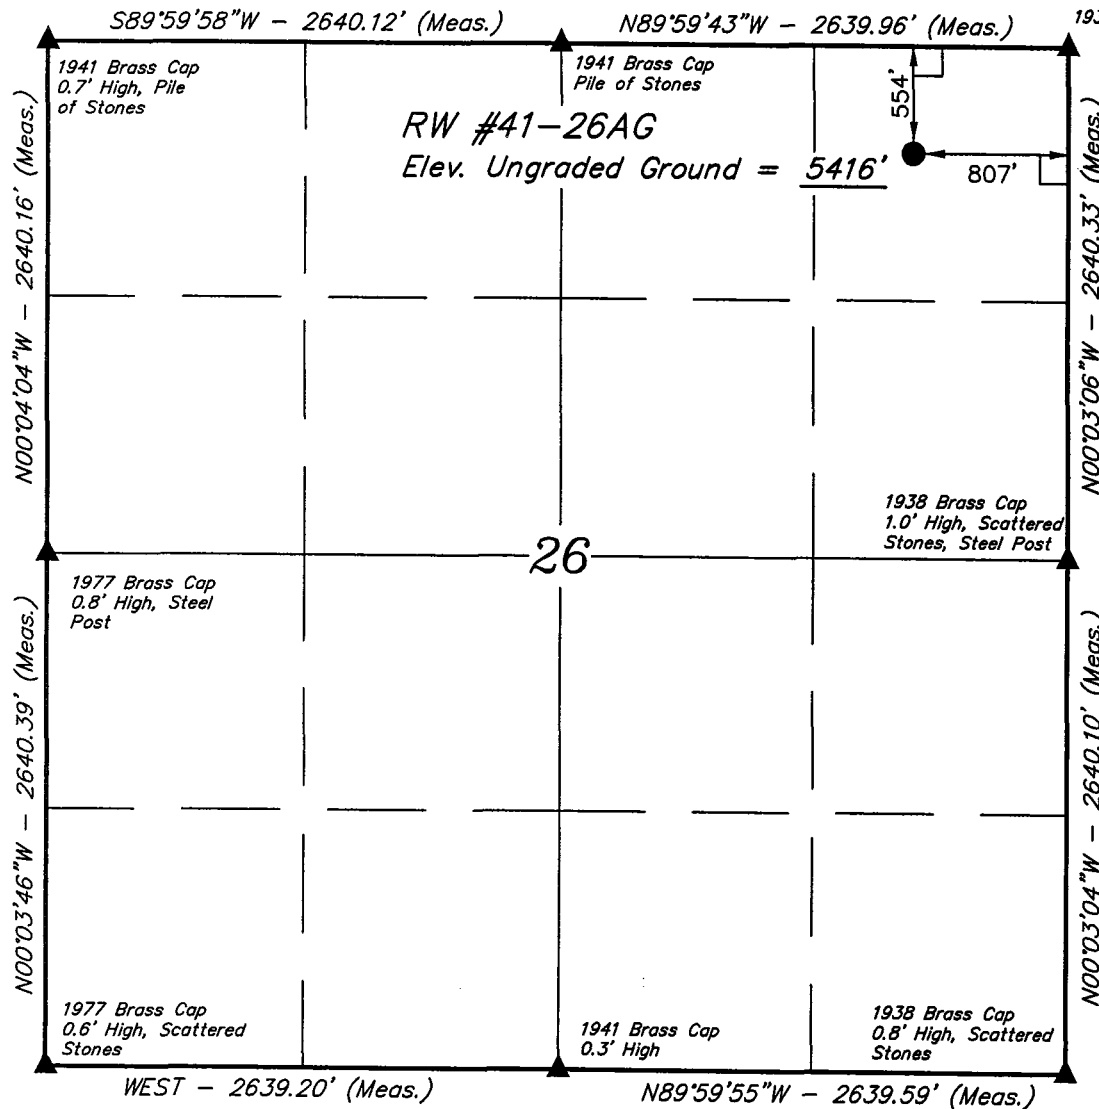 S89°59'58"W – 2640.12' (Meas.)
N89°59'43"W – 2639.96' (Meas.)
1941 Brass Cap
0.7' High, Pile
of Stones
1941 Brass Cap
Pile of Stones
RW #41–26AG
Elev. Ungraded Ground = 5416'
554'
807'
N00°04'04"W – 2640.16' (Meas.)
N00°03'06"W – 2640.33' (Meas.)
1938 Brass Cap
1.0' High, Scattered
Stones, Steel Post
26
1977 Brass Cap
0.8' High, Steel
Post
N00°03'46"W – 2640.39' (Meas.)
N00°03'04"W – 2640.10' (Meas.)
1977 Brass Cap
0.6' High, Scattered
Stones
1941 Brass Cap
0.3' High
1938 Brass Cap
0.8' High, Scattered
Stones
WEST – 2639.20' (Meas.)
N89°59'55"W – 2639.59' (Meas.)